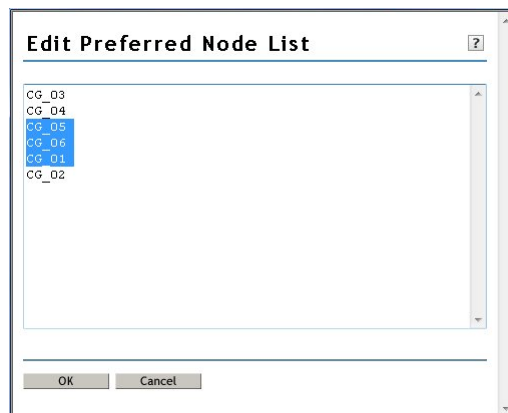 Edit Preferred Node List
?
CG_03
CG_04
CG_05
CG_06
CG_01
CG_02
OK Cancel